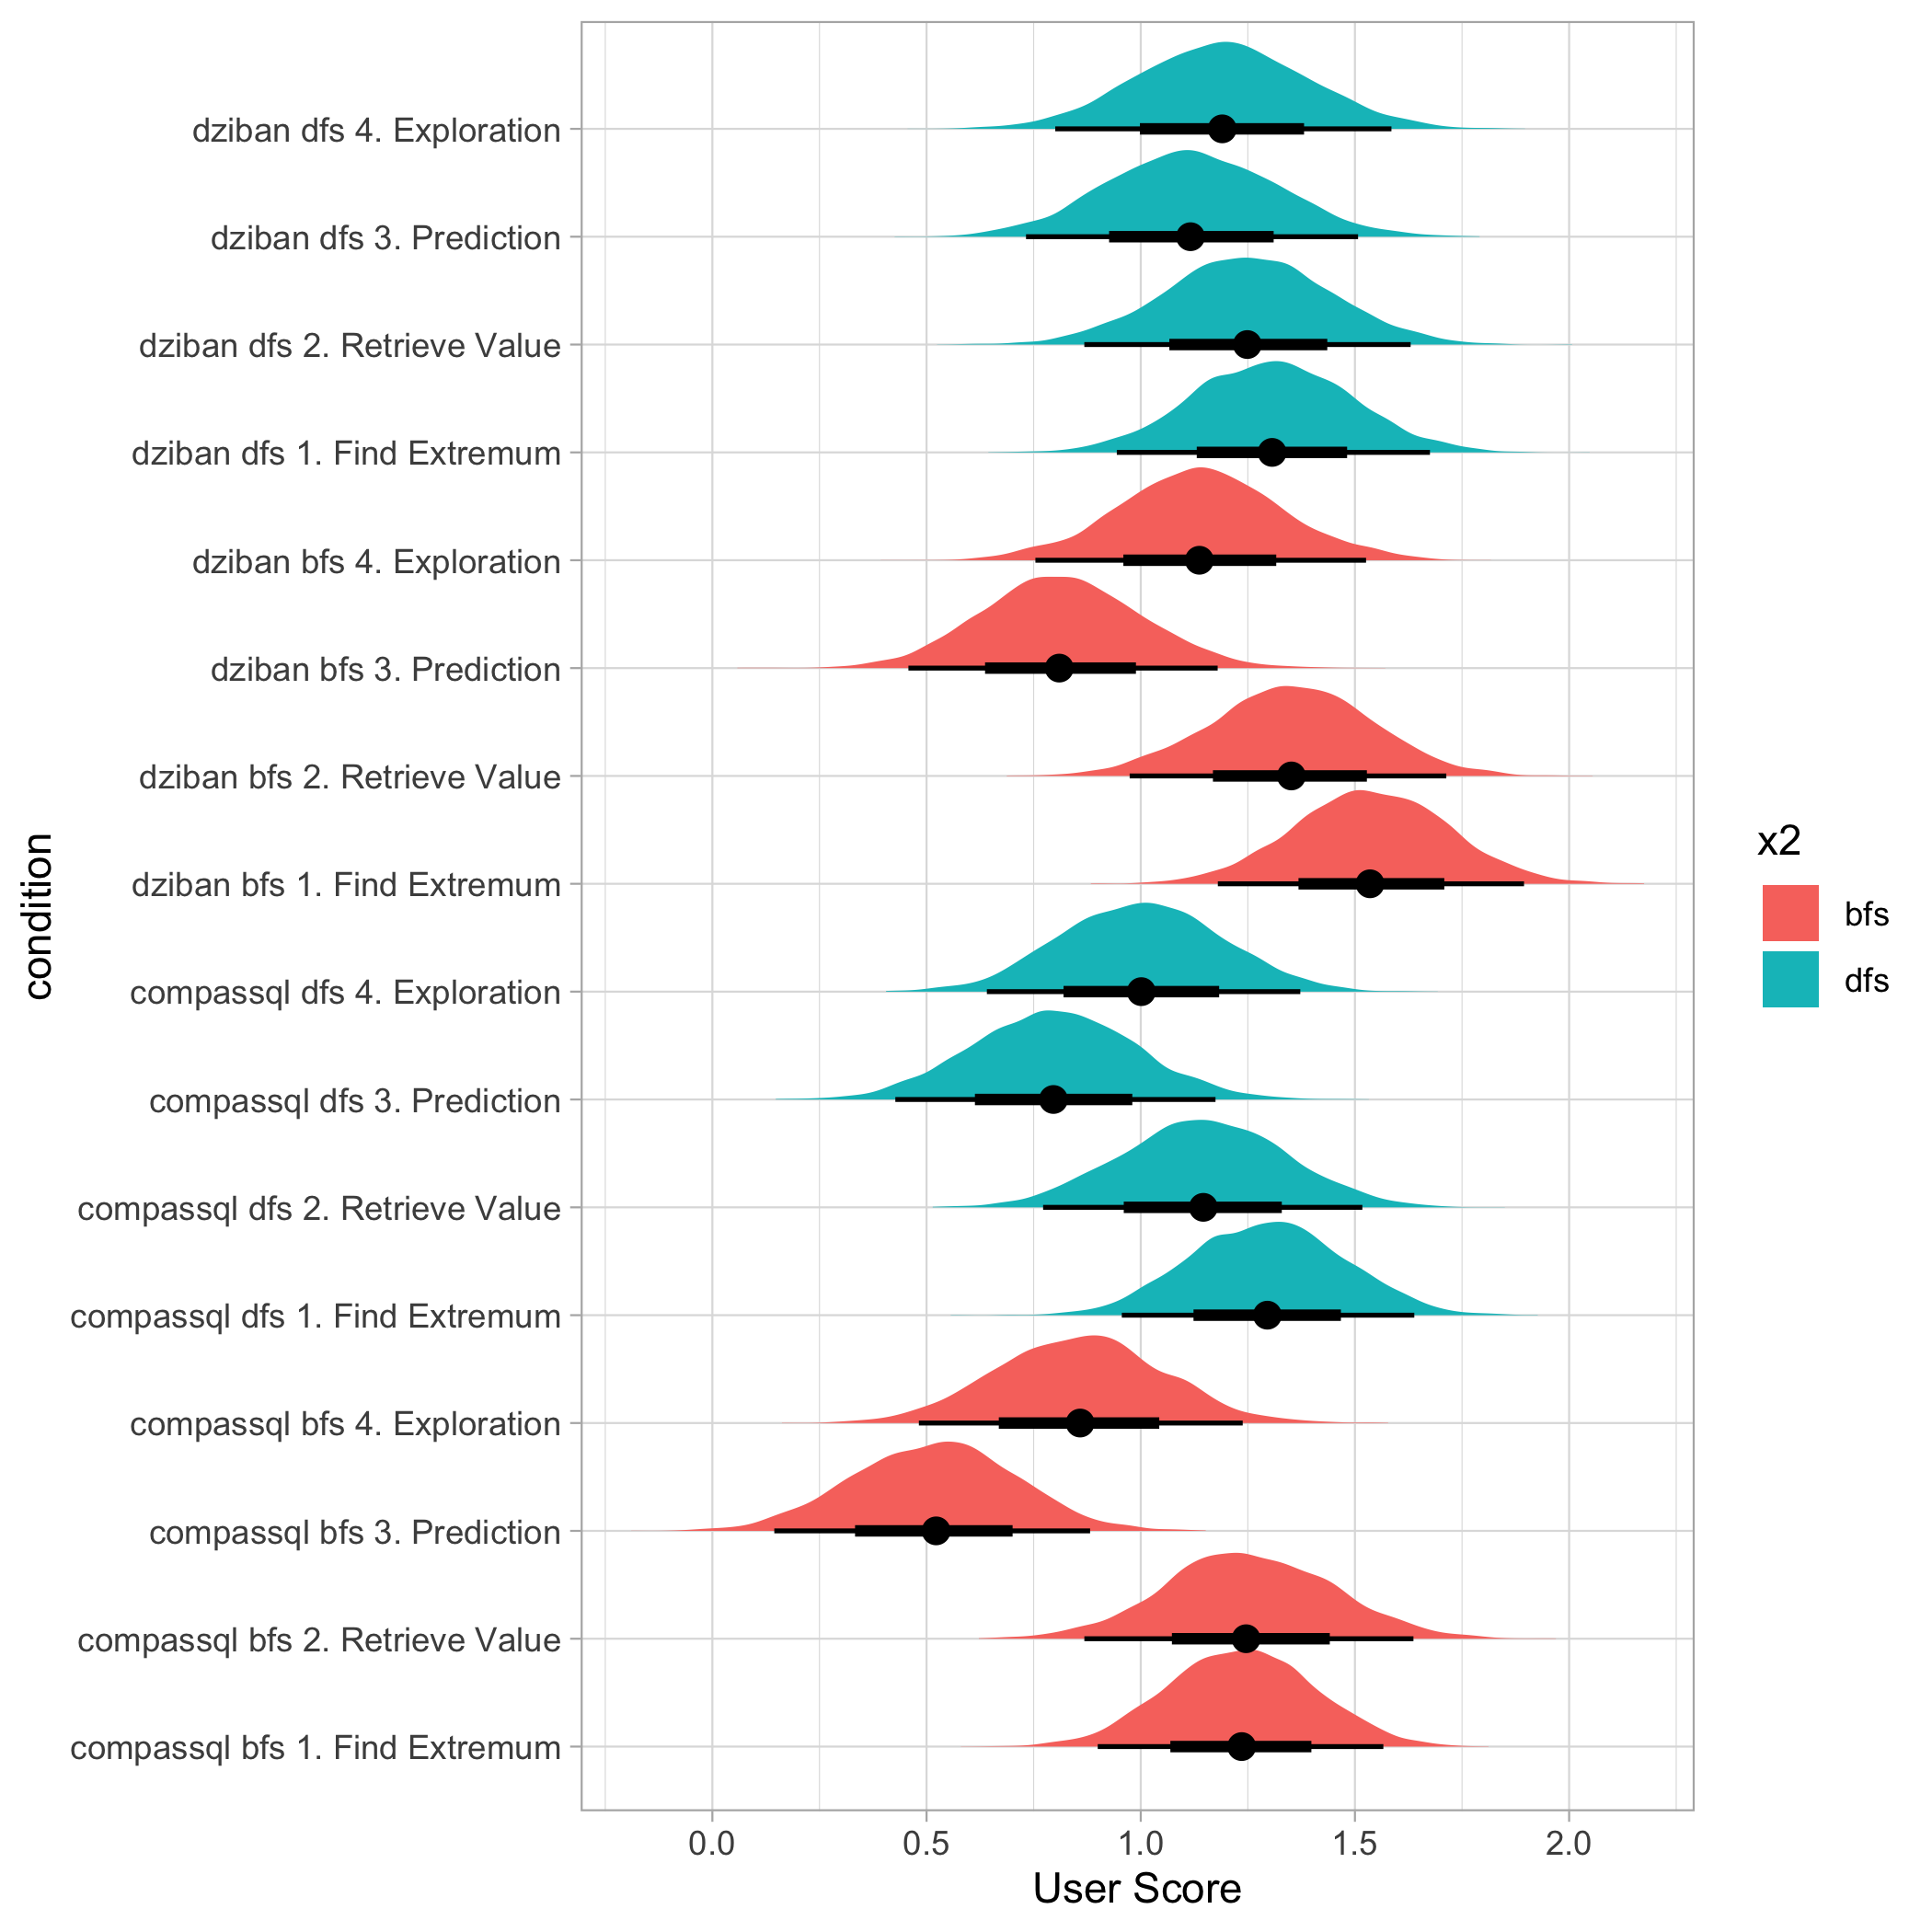 dziban dfs 4. Exploration
dziban dfs 3. Prediction
dziban dfs 2. Retrieve Value
dziban dfs 1. Find Extremum
dziban bfs 4. Exploration
dziban bfs 3. Prediction
dziban bfs 2. Retrieve Value
dziban bfs 1. Find Extremum
compassql dfs 4. Exploration
compassql dfs 3. Prediction
compassql dfs 2. Retrieve Value
compassql dfs 1. Find Extremum
compassql bfs 4. Exploration
compassql bfs 3. Prediction
compassql bfs 2. Retrieve Value
compassql bfs 1. Find Extremum
condition
0.0 0.5 1.0 1.5 2.0
User Score
x2
bfs
dfs